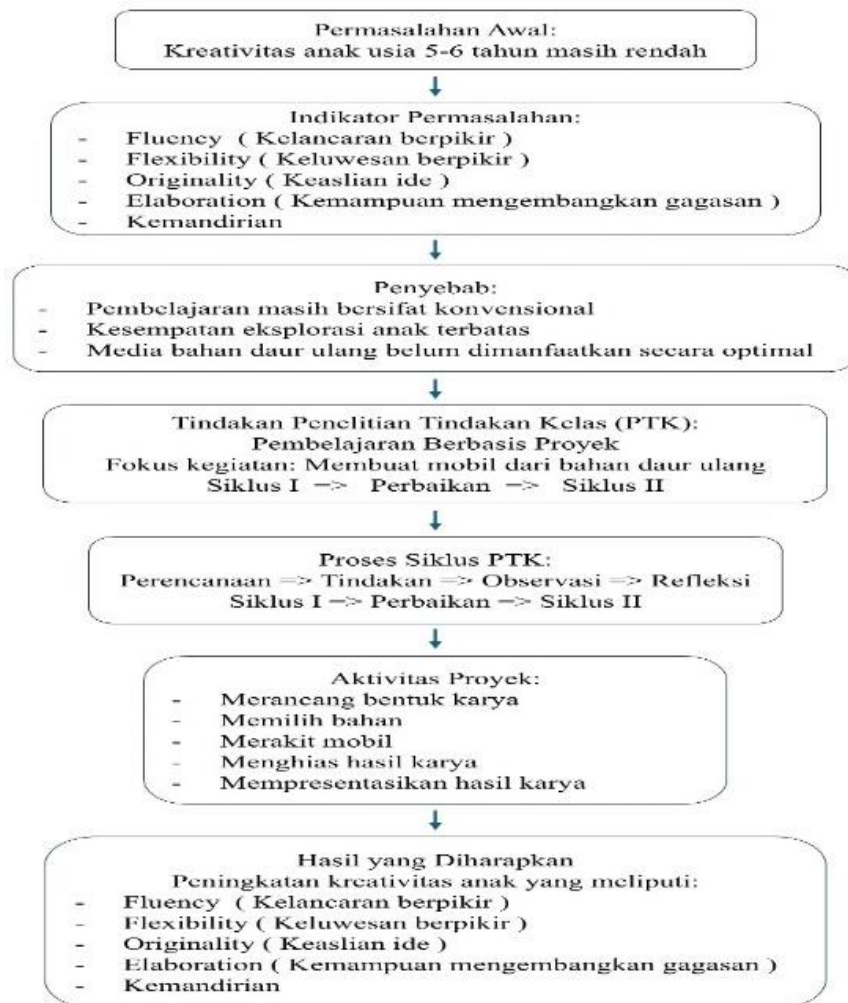 Permasalahan Awal:
Kreativitas anak usia 5-6 tahun masih rendah
Indikator Permasalahan:
- Fluency ( Kelancaran berpikir )
- Flexibility ( Keluwesan berpikir )
- Originality ( Keaslian ide )
- Elaboration ( Kemampuan mengembangkan gagasan )
- Kemandirian
Penyebab:
- Pembelajaran masih bersifat konvensional
- Kesempatan eksplorasi anak terbatas
- Media bahan daur ulang belum dimanfaatkan secara optimal
Tindakan Penelitian Tindakan Kelas (PTK):
Pembelajaran Berbasis Proyek
Fokus kegiatan: Membuat mobil dari bahan daur ulang
Siklus I => Perbaikan => Siklus II
Proses Siklus PTK:
Perencanaan => Tindakan => Observasi => Refleksi
Siklus I => Perbaikan => Siklus II
Aktivitas Proyek:
- Merancang bentuk karya
- Memilih bahan
- Merakit mobil
- Menghias hasil karya
- Mempresentasikan hasil karya
Hasil yang Diharapkan
Peningkatan kreativitas anak yang meliputi:
- Fluency ( Kelancaran berpikir )
- Flexibility ( Keluwesan berpikir )
- Originality ( Keaslian ide )
- Elaboration ( Kemampuan mengembangkan gagasan )
- Kemandirian